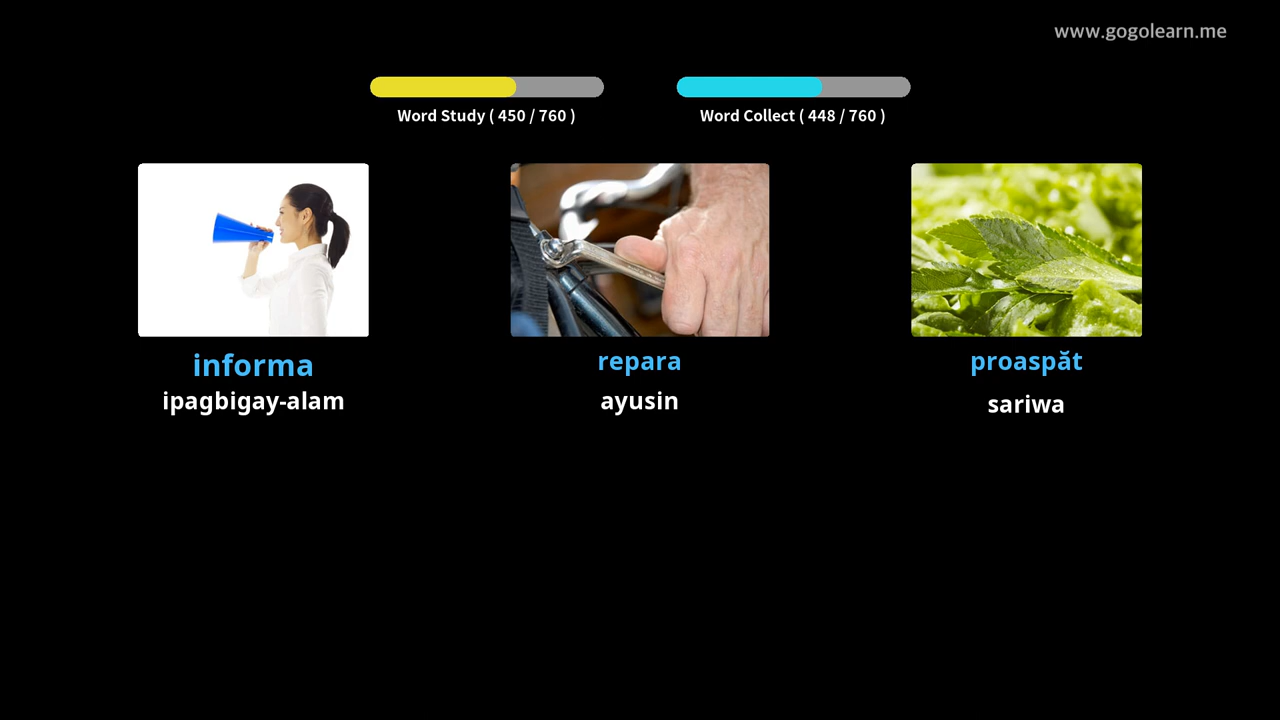 www.gogolearn.me
Word Study ( 450 / 760 )
Word Collect ( 448 / 760 )
informa
ipagbigay-alam
repara
ayusin
proaspăt
sariwa